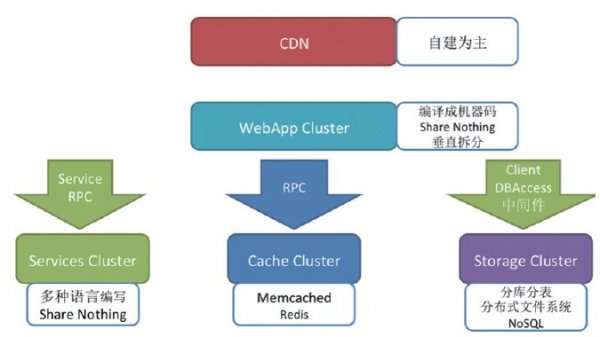 CDN
自建为主
WebApp Cluster
编译成机器码
Share Nothing
垂直拆分
Service
RPC
RPC
Client
DBAccess
中间件
Services Cluster
多种语言编写
Share Nothing
Cache Cluster
Memcached
Redis
Storage Cluster
分库分表
分布式文件系统
NoSQL